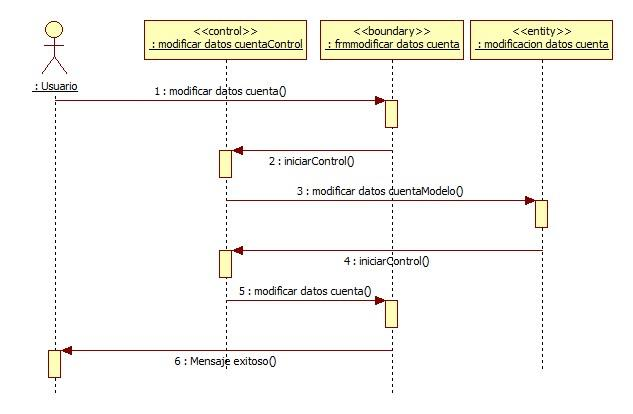 <<control>>
: modificar datos cuentaControl
<<boundary>>
: frmmodificar datos cuenta
<<entity>>
: modificacion datos cuenta
: Usuario
1 : modificar datos cuenta()
2 : iniciarControl()
3 : modificar datos cuentaModelo()
4 : iniciarControl()
5 : modificar datos cuenta()
6 : Mensaje exitoso()